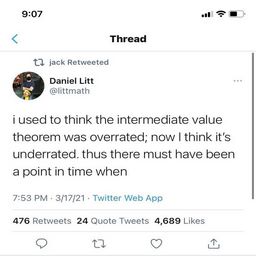 9:07
Thread
jack Retweeted
Daniel Litt
@littmath
i used to think the intermediate value
theorem was overrated; now I think it's
underrated. thus there must have been
a point in time when
7:53 PM · 3/17/21 · Twitter Web App
476 Retweets 24 Quote Tweets 4,689 Likes